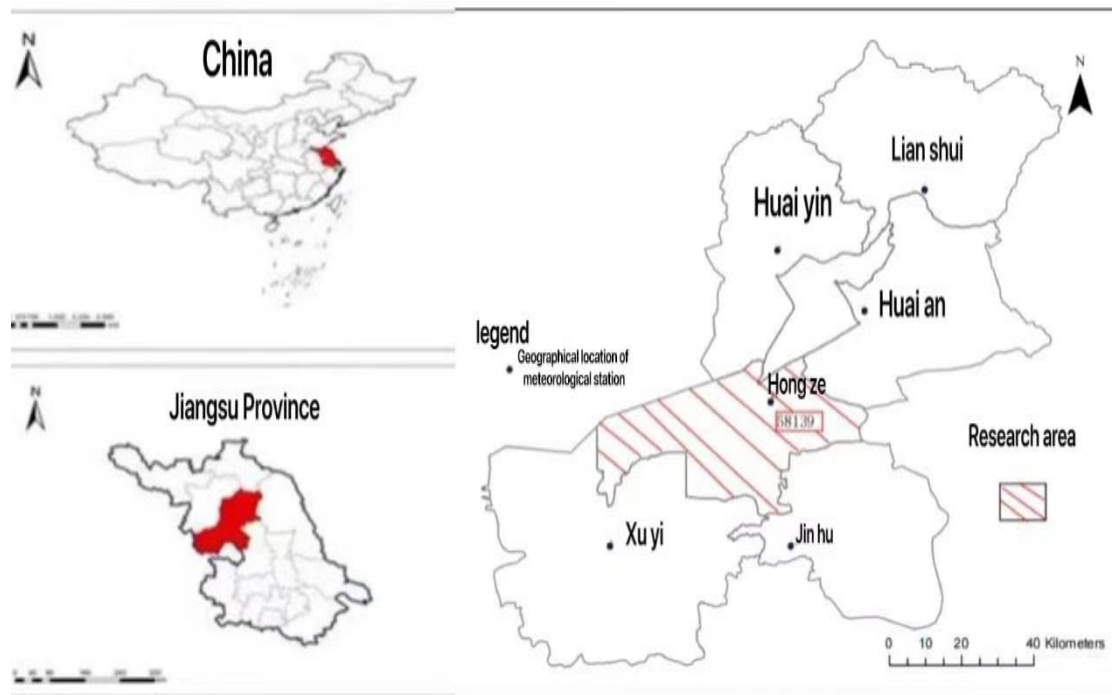 N
China
N
Jiangsu Province
N
Lian shui
Huai yin
Huai an
legend
Geographical location of
meteorological station
Hong ze
58139
Research area
Xu yi
Jin hu
0 10 20 40 Kilometers